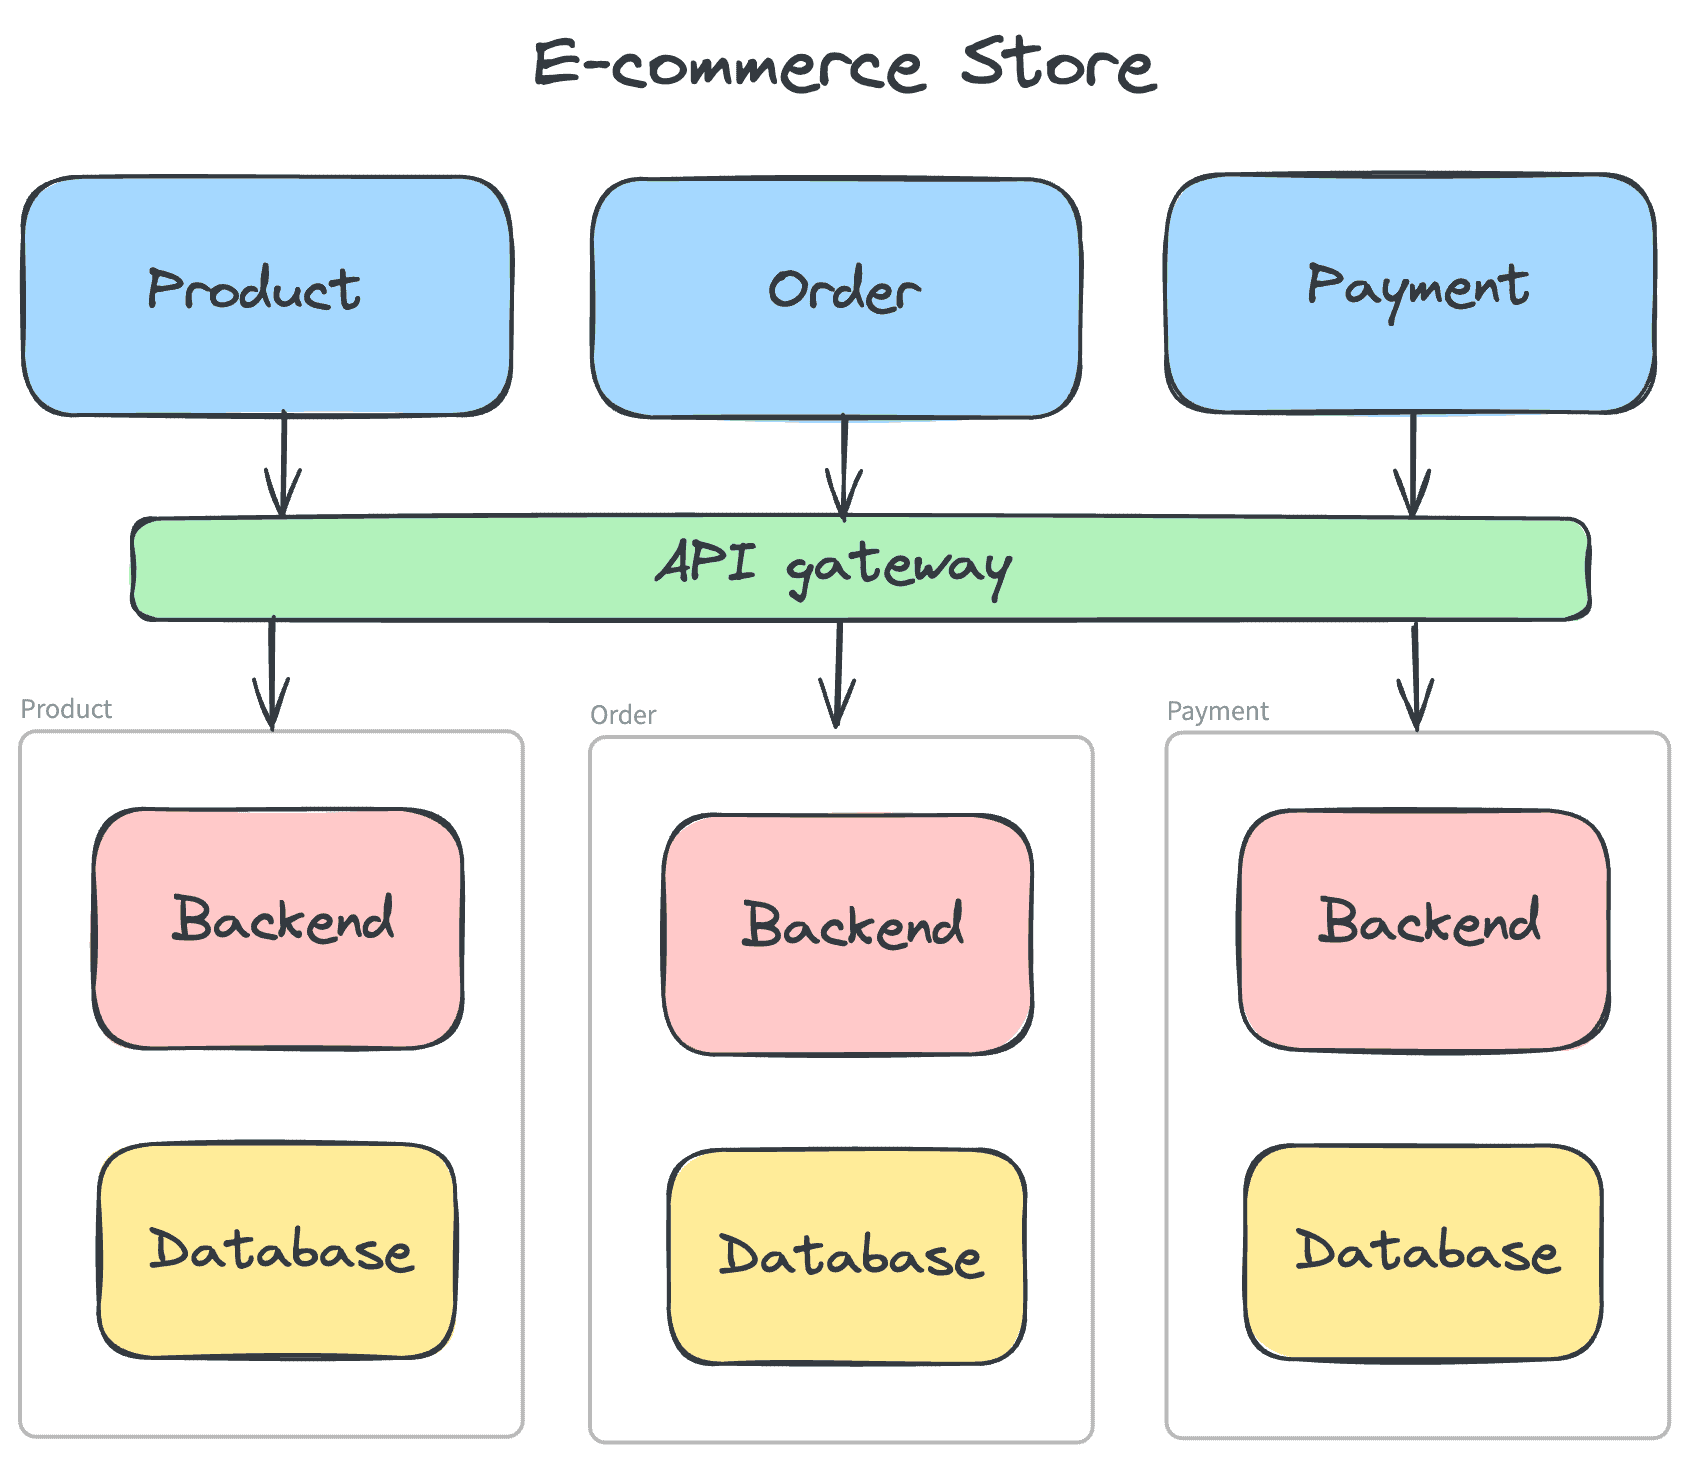 E-commerce Store
Product
Order
Payment
API gateway
Product
Order
Payment
Backend
Backend
Backend
Database
Database
Database